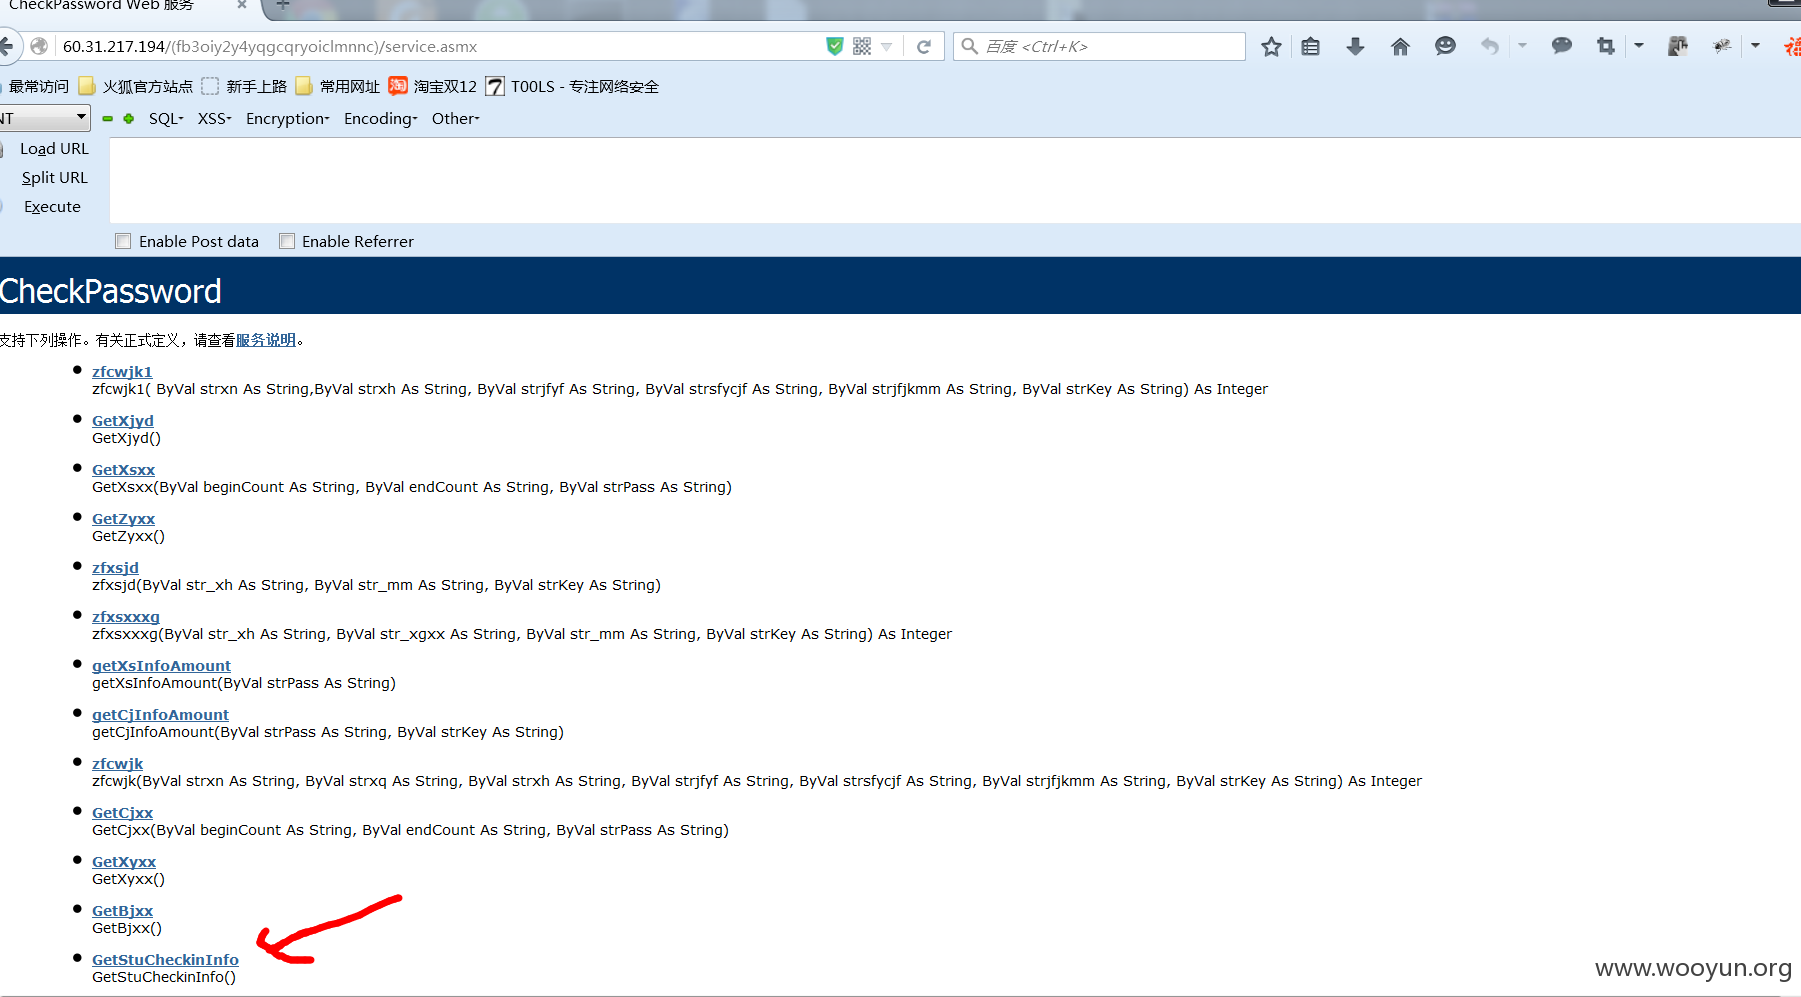 CheckPassword Web 服务
60.31.217.194/(fb3oiy2y4yqgcqryoiclmnnc)/service.asmx
百度 <Ctrl+K>
最常访问 火狐官方站点 新手上路 常用网址 淘宝双12 T00LS - 专注网络安全
NT SQL- XSS- Encryption- Encoding- Other-
Load URL
Split URL
Execute
Enable Post data Enable Referrer
CheckPassword
支持下列操作。有关正式定义，请查看服务说明。
zfcwjk1
zfcwjk1( ByVal strxn As String,ByVal strxh As String, ByVal strjfyf As String, ByVal strsfycjf As String, ByVal strjfjkmm As String, ByVal strKey As String) As Integer
GetXjyd
GetXjyd()
GetXsxx
GetXsxx(ByVal beginCount As String, ByVal endCount As String, ByVal strPass As String)
GetZyxx
GetZyxx()
zfxsjd
zfxsjd(ByVal str_xh As String, ByVal str_mm As String, ByVal strKey As String)
zfxsxxxg
zfxsxxxg(ByVal str_xh As String, ByVal str_xgxx As String, ByVal str_mm As String, ByVal strKey As String) As Integer
getXsInfoAmount
getXsInfoAmount(ByVal strPass As String)
getCjInfoAmount
getCjInfoAmount(ByVal strPass As String, ByVal strKey As String)
zfcwjk
zfcwjk(ByVal strxn As String, ByVal strxq As String, ByVal strxh As String, ByVal strjfyf As String, ByVal strsfycjf As String, ByVal strjfjkmm As String, ByVal strKey As String) As Integer
GetCjxx
GetCjxx(ByVal beginCount As String, ByVal endCount As String, ByVal strPass As String)
GetXyxx
GetXyxx()
GetBjxx
GetBjxx()
GetStuCheckinInfo
GetStuCheckinInfo()
www.wooyun.org